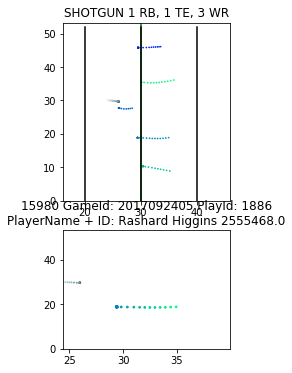 SHOTGUN 1 RB, 1 TE, 3 WR
50
40
30
20
10
0
20 30 40
15980 GameId: 2017092405 PlayId: 1886
PlayerName + ID: Rashard Higgins 2555468.0
40
20
0
25 30 35